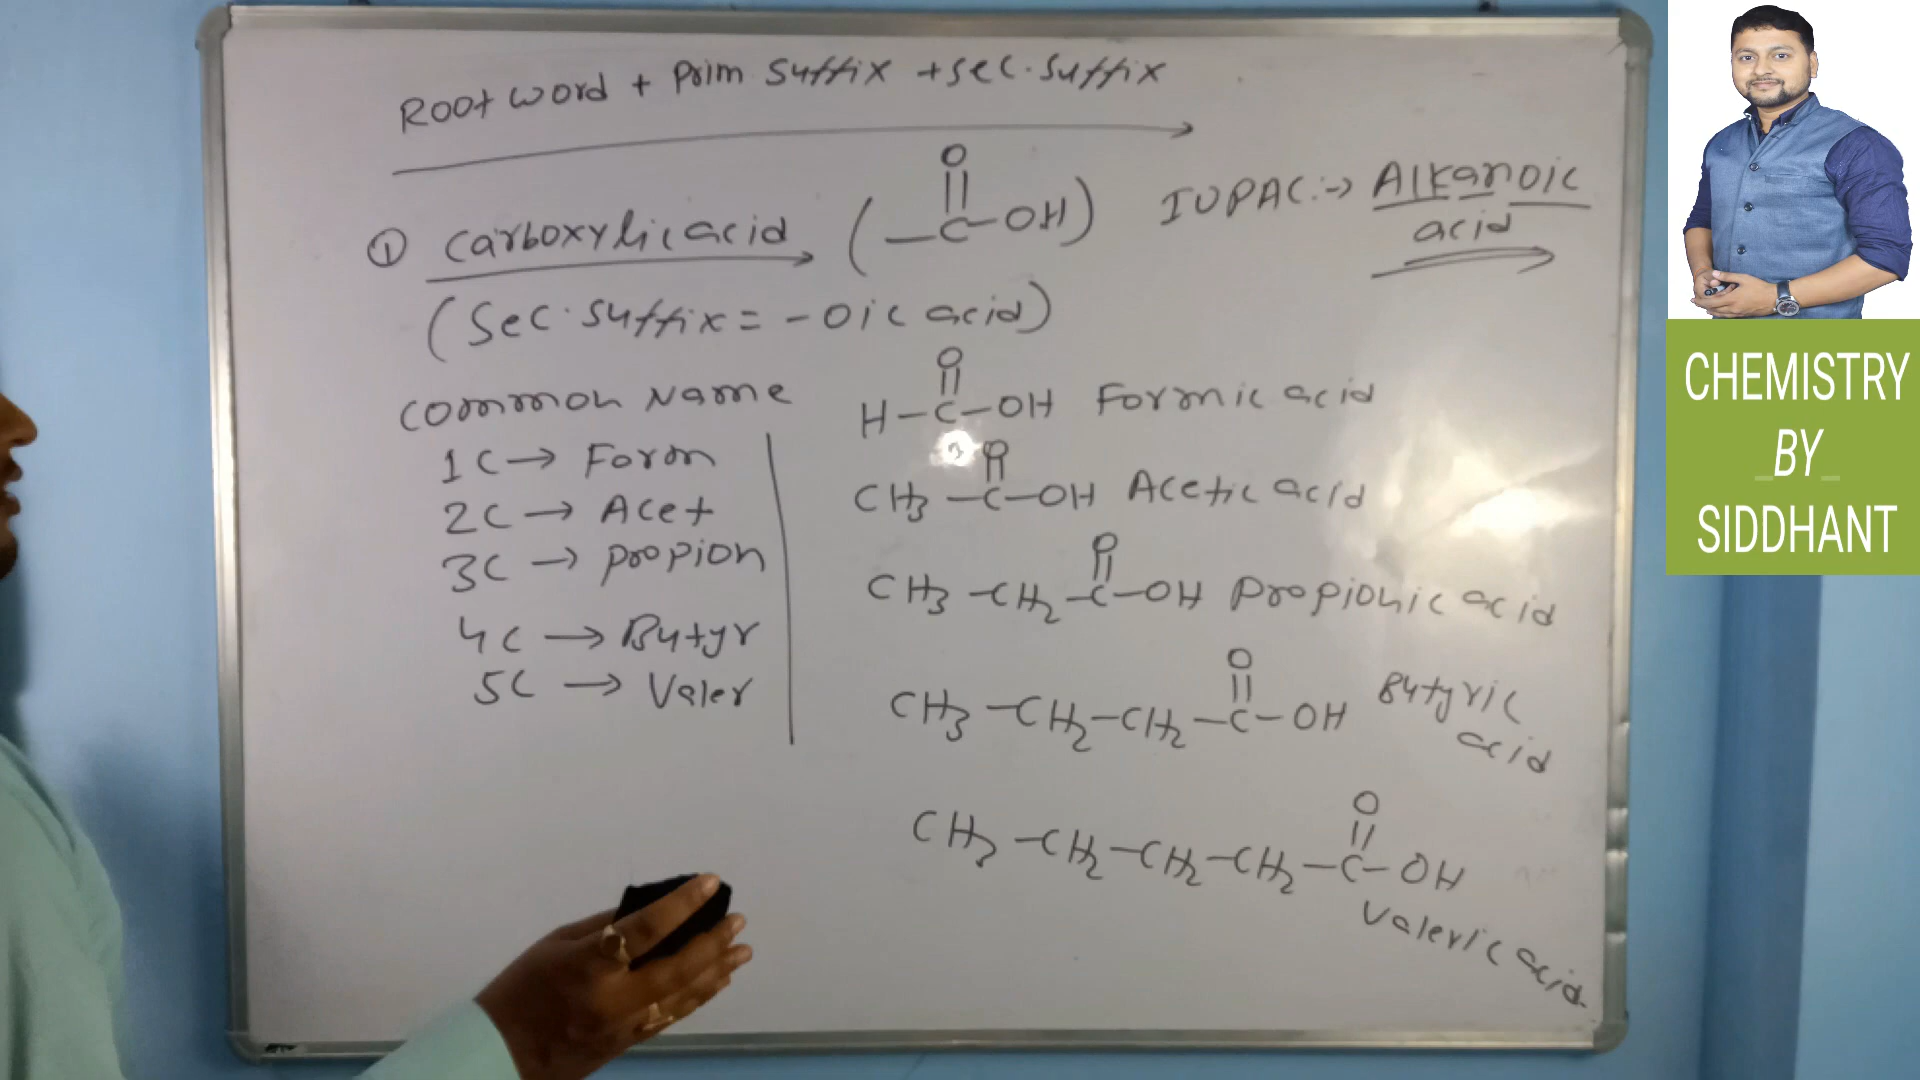 Root word + Prim suffix + sec. suffix
① Carboxylic acid ( —C—OH) IUPAC :→ Alkanoic
O
||
acid
(Sec. suffix = -oic acid)
Common Name
1C → Form
2C → Acet
3C → Propion
4C → Butyr
5C → Valer
O
||
H—C—OH Formic acid
O
||
CH3—C—OH Acetic acid
O
||
CH3—CH2—C—OH Propionic acid
O
||
CH3—CH2—CH2—C—OH Butyric
acid
O
||
CH3—CH2—CH2—CH2—C—OH
Valeric acid
CHEMISTRY
_BY_
SIDDHANT